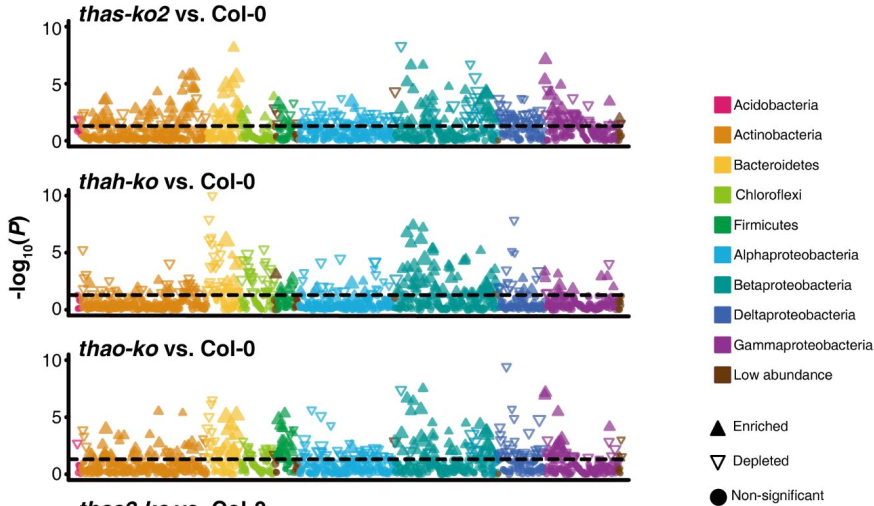 thas-ko2 vs. Col-0
10
5
0
thah-ko vs. Col-0
10
5
0
-log10(P)
thao-ko vs. Col-0
10
5
0
Acidobacteria
Actinobacteria
Bacteroidetes
Chloroflexi
Firmicutes
Alphaproteobacteria
Betaproteobacteria
Deltaproteobacteria
Gammaproteobacteria
Low abundance
Enriched
Depleted
Non-significant